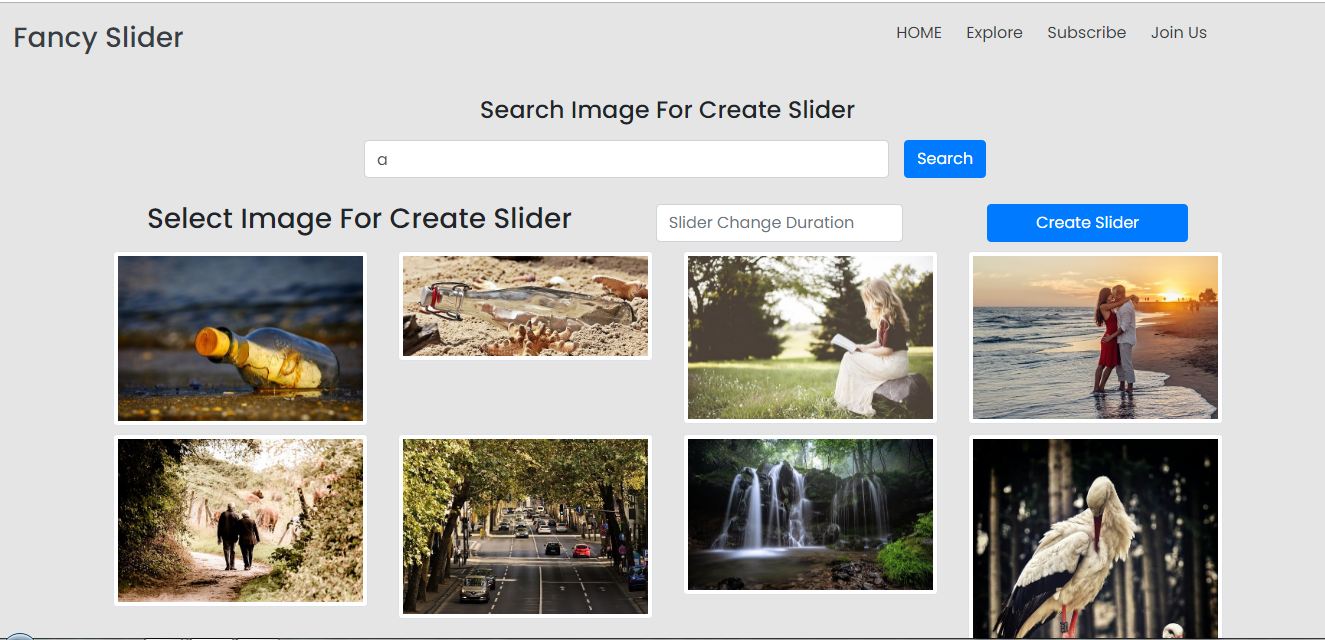 Fancy Slider
HOME Explore Subscribe Join Us
Search Image For Create Slider
a
Search
Select Image For Create Slider
Slider Change Duration
Create Slider